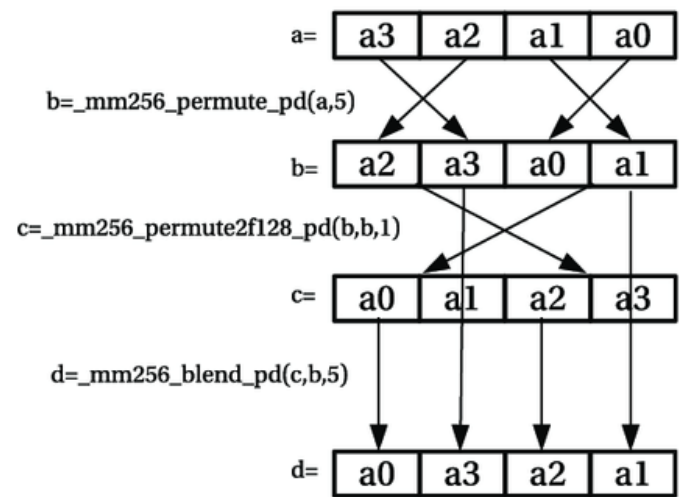 a= a3 a2 a1 a0
b=_mm256_permute_pd(a,5)
b= a2 a3 a0 a1
c=_mm256_permute2f128_pd(b,b,1)
c= a0 a1 a2 a3
d=_mm256_blend_pd(c,b,5)
d= a0 a3 a2 a1